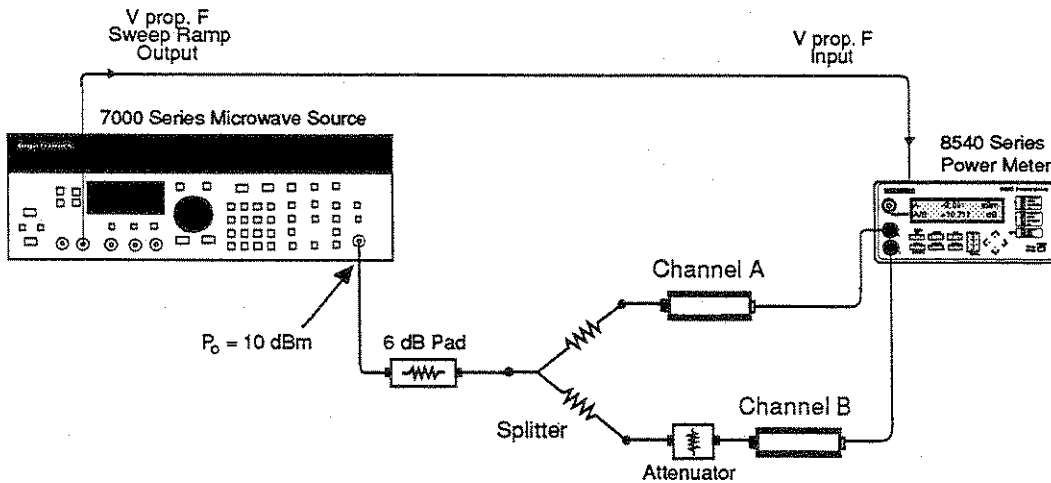 V prop. F
Sweep Ramp
Output
V prop. F
Input
7000 Series Microwave Source
8540 Series
Power Meter
Channel A
P₀ = 10 dBm
6 dB Pad
Channel B
Splitter
Attenuator